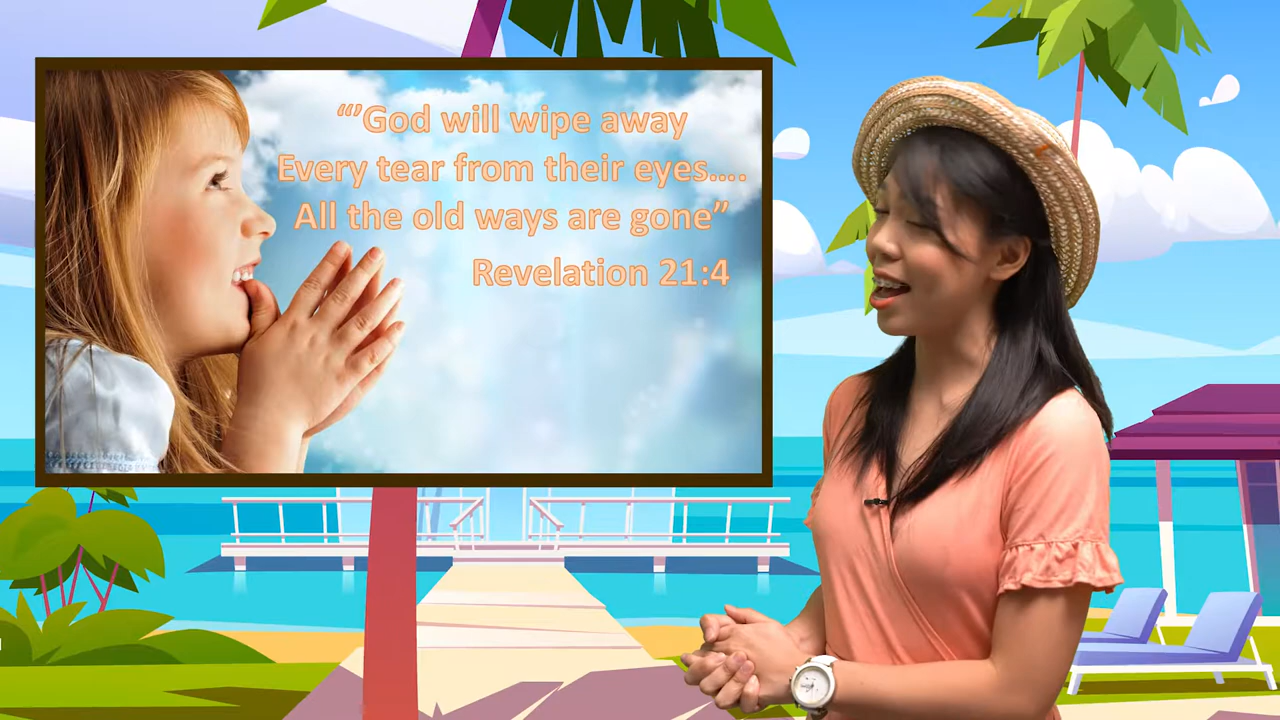 “’God will wipe away
Every tear from their eyes....
All the old ways are gone”
Revelation 21:4